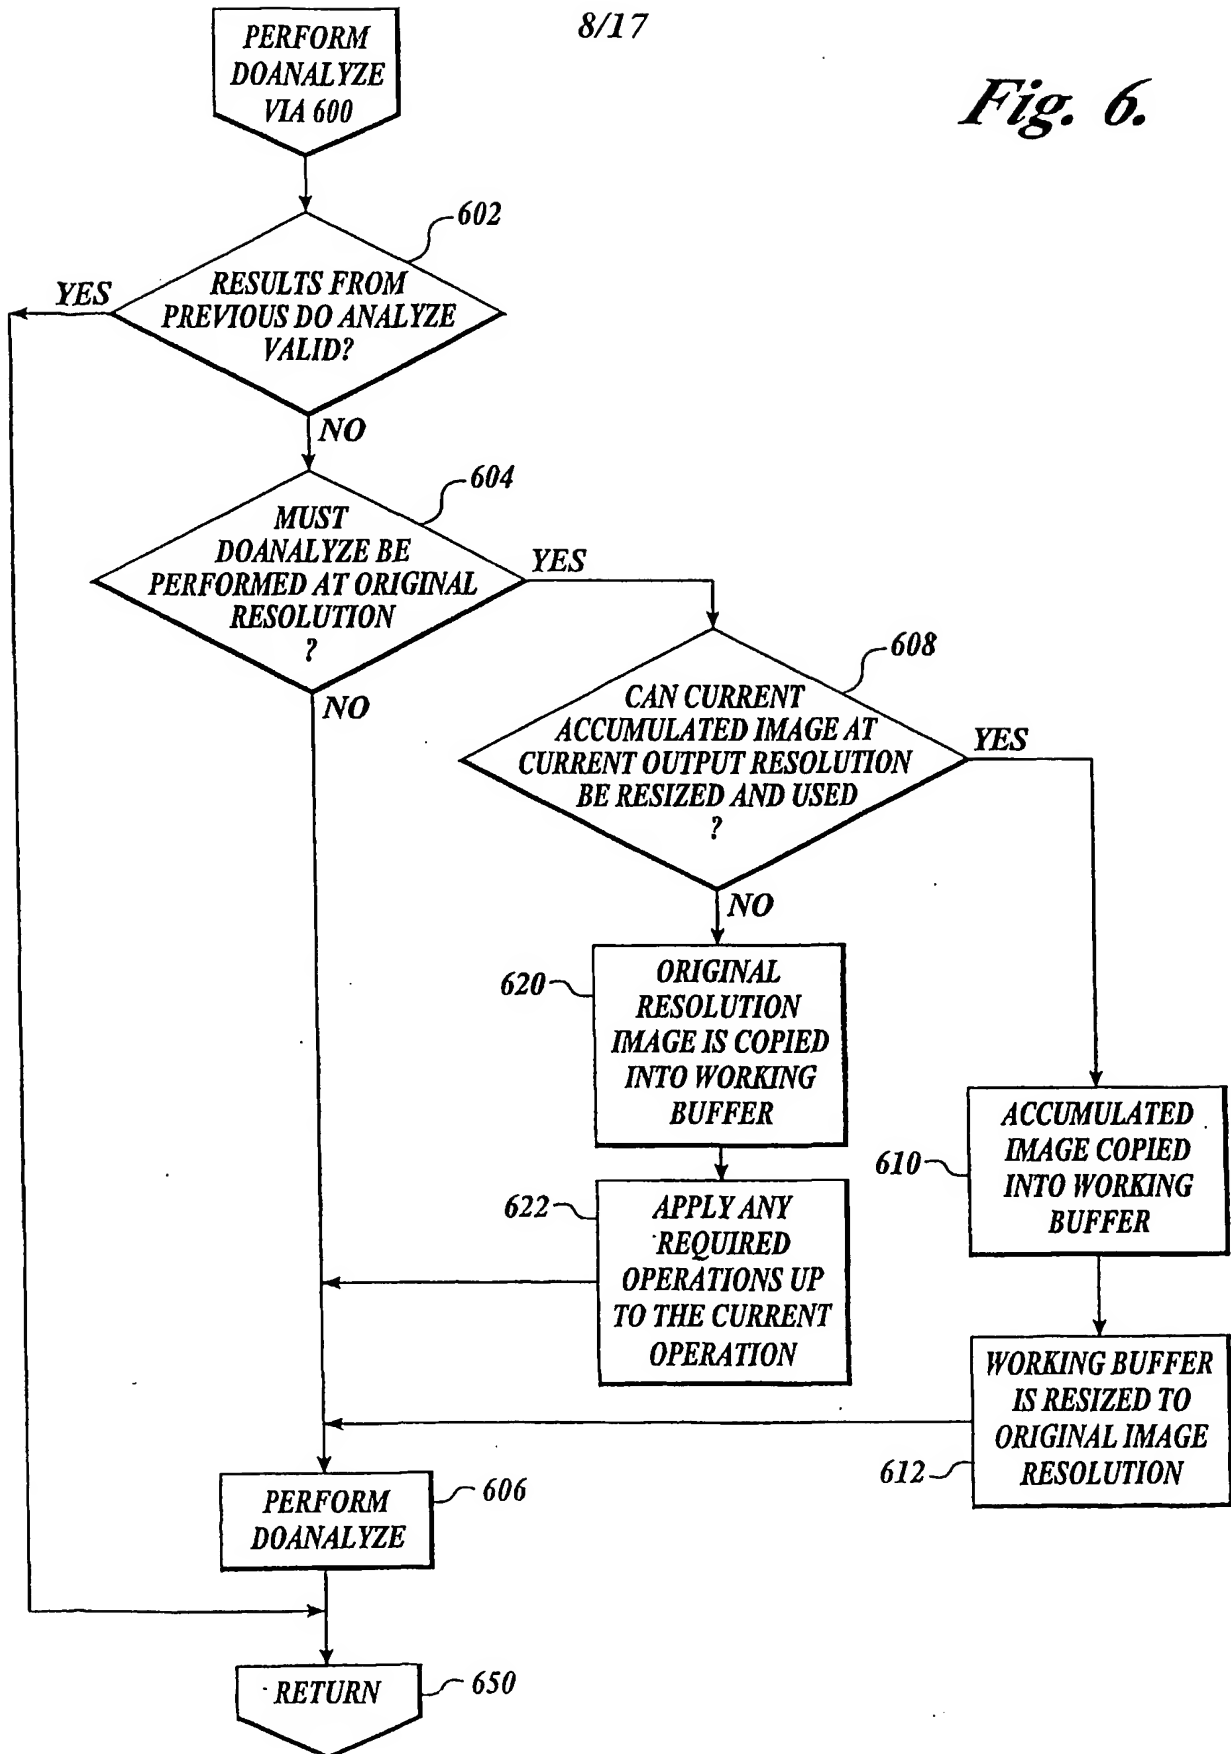 8/17
Fig. 6.
PERFORM
DOANALYZE
VIA 600
602
RESULTS FROM
PREVIOUS DO ANALYZE
VALID?
YES
NO
604
MUST
DOANALYZE BE
PERFORMED AT ORIGINAL
RESOLUTION
?
YES
NO
608
CAN CURRENT
ACCUMULATED IMAGE AT
CURRENT OUTPUT RESOLUTION
BE RESIZED AND USED
?
YES
NO
620
ORIGINAL
RESOLUTION
IMAGE IS COPIED
INTO WORKING
BUFFER
610
ACCUMULATED
IMAGE COPIED
INTO WORKING
BUFFER
622
APPLY ANY
REQUIRED
OPERATIONS UP
TO THE CURRENT
OPERATION
612
WORKING BUFFER
IS RESIZED TO
ORIGINAL IMAGE
RESOLUTION
606
PERFORM
DOANALYZE
RETURN
650